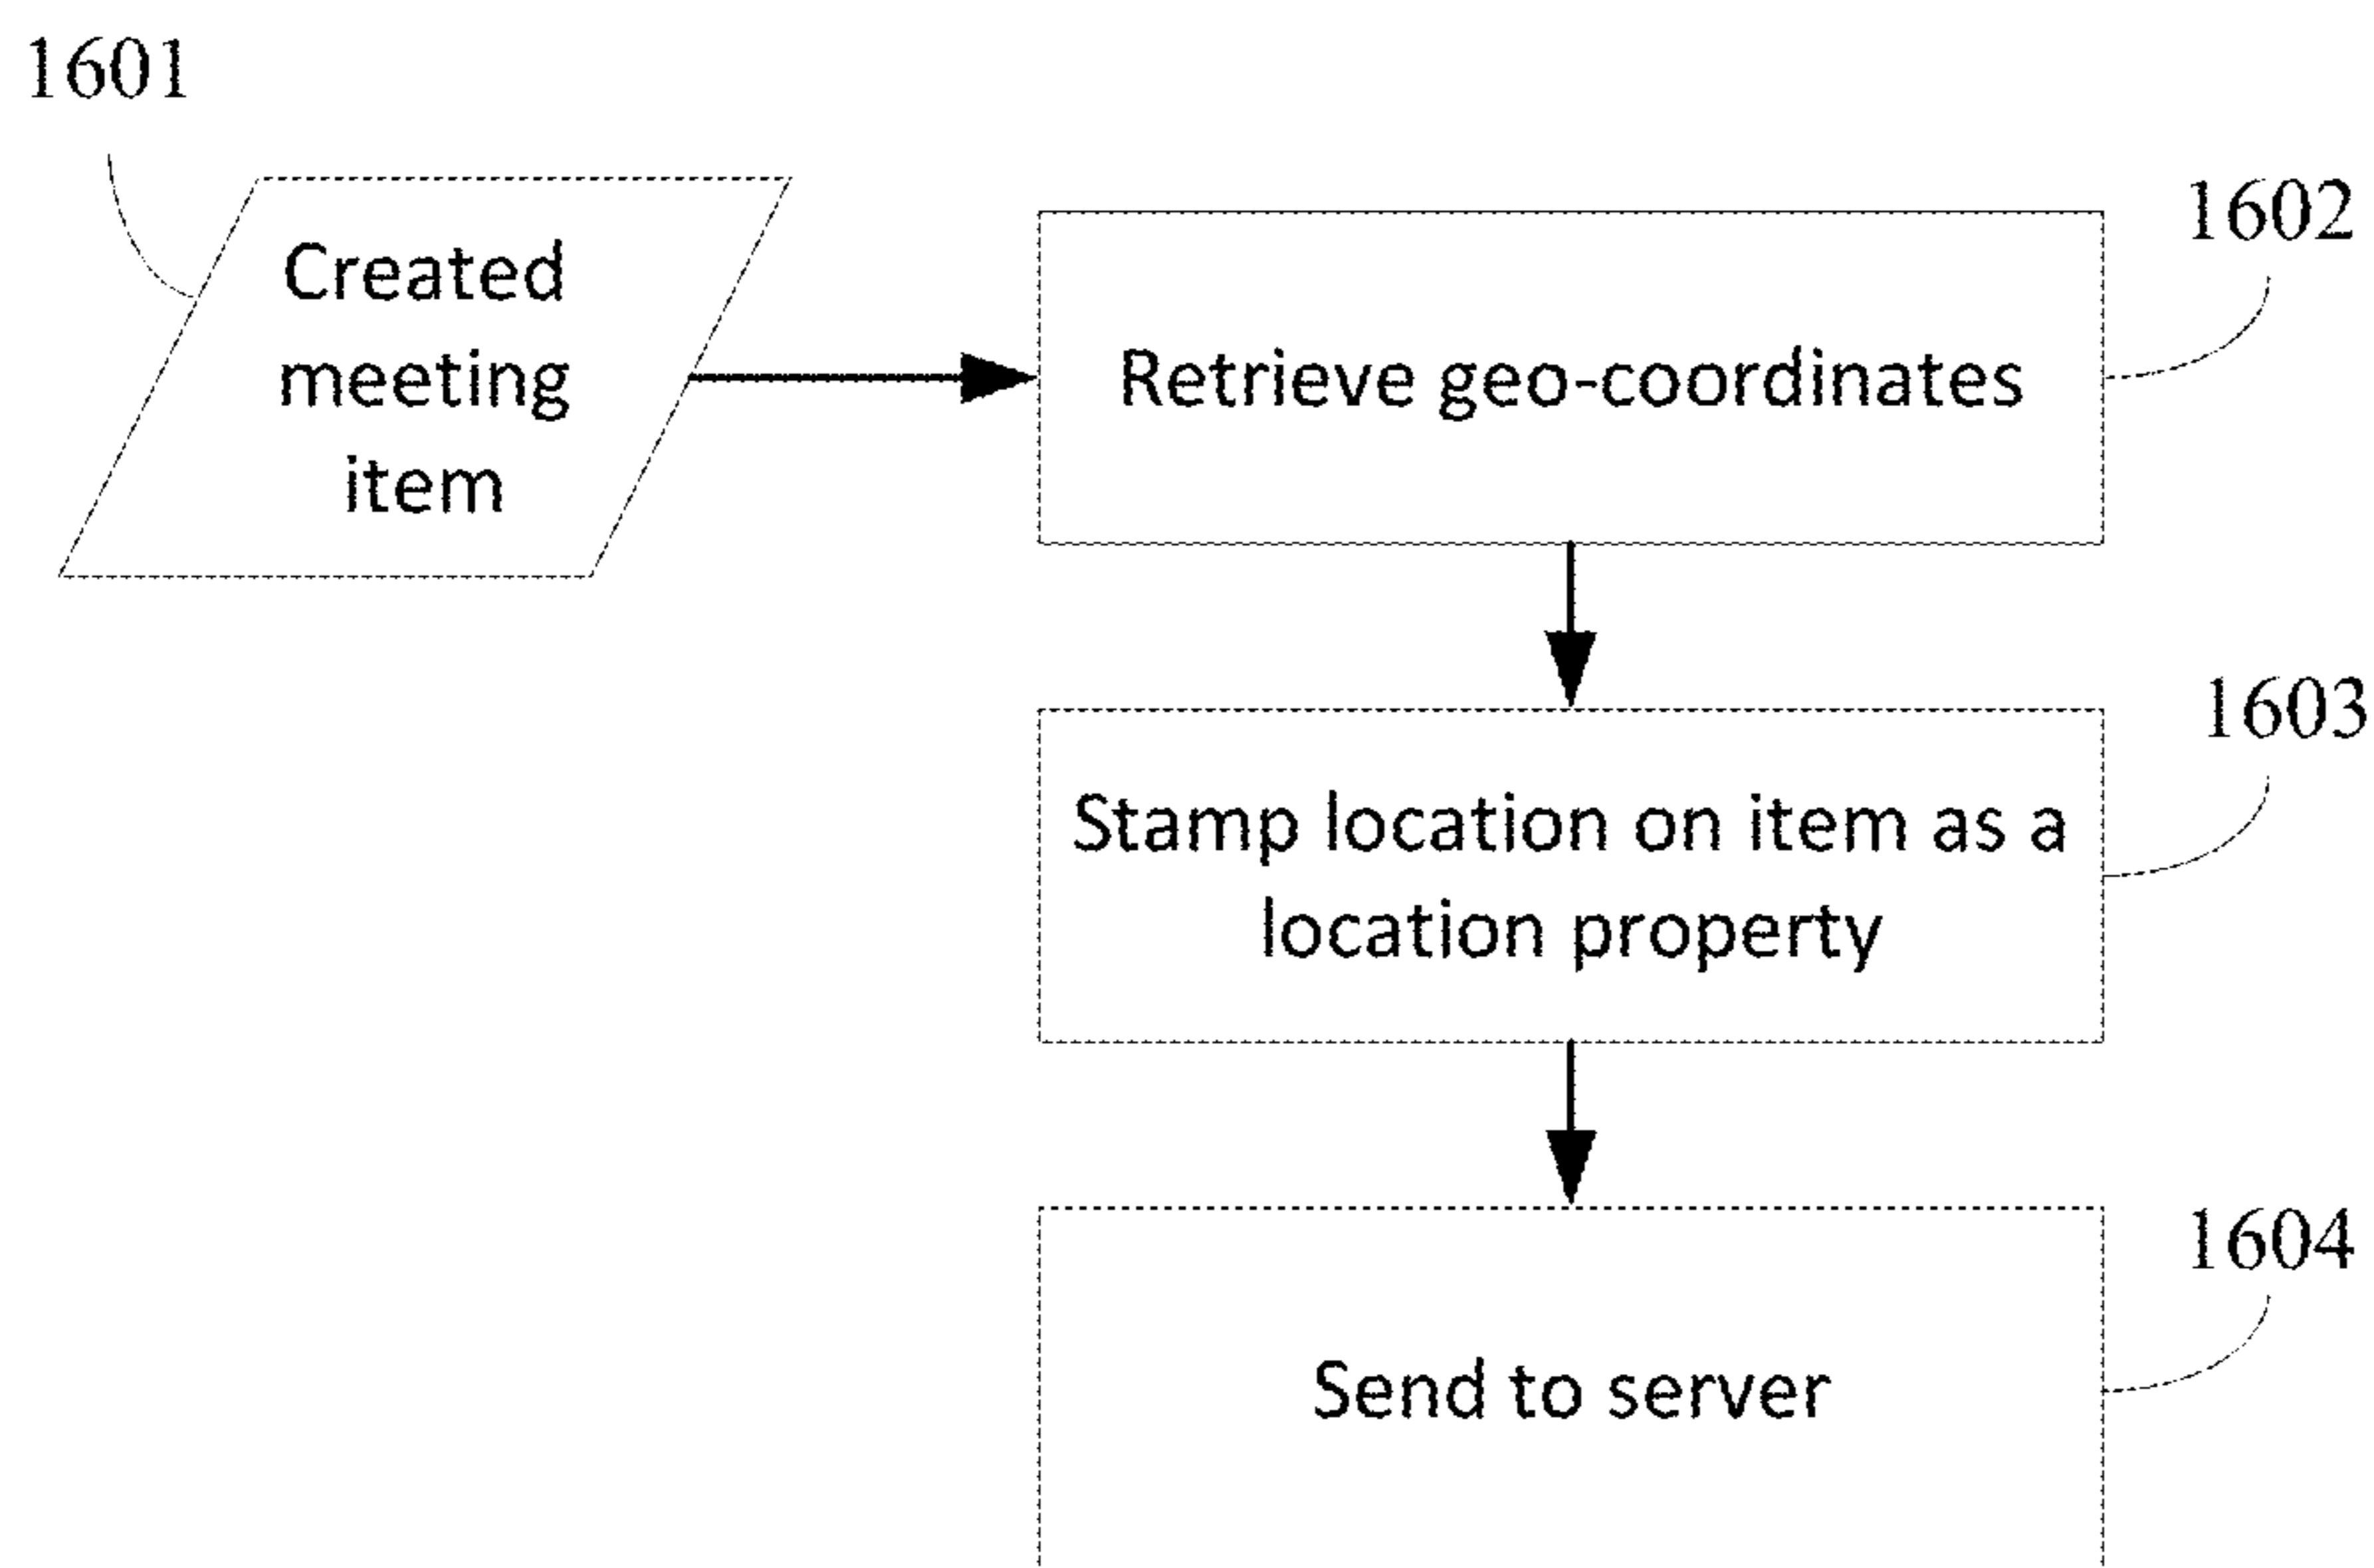 1601
Created
meeting
item
1602
Retrieve geo-coordinates
1603
Stamp location on item as a
location property
1604
Send to server